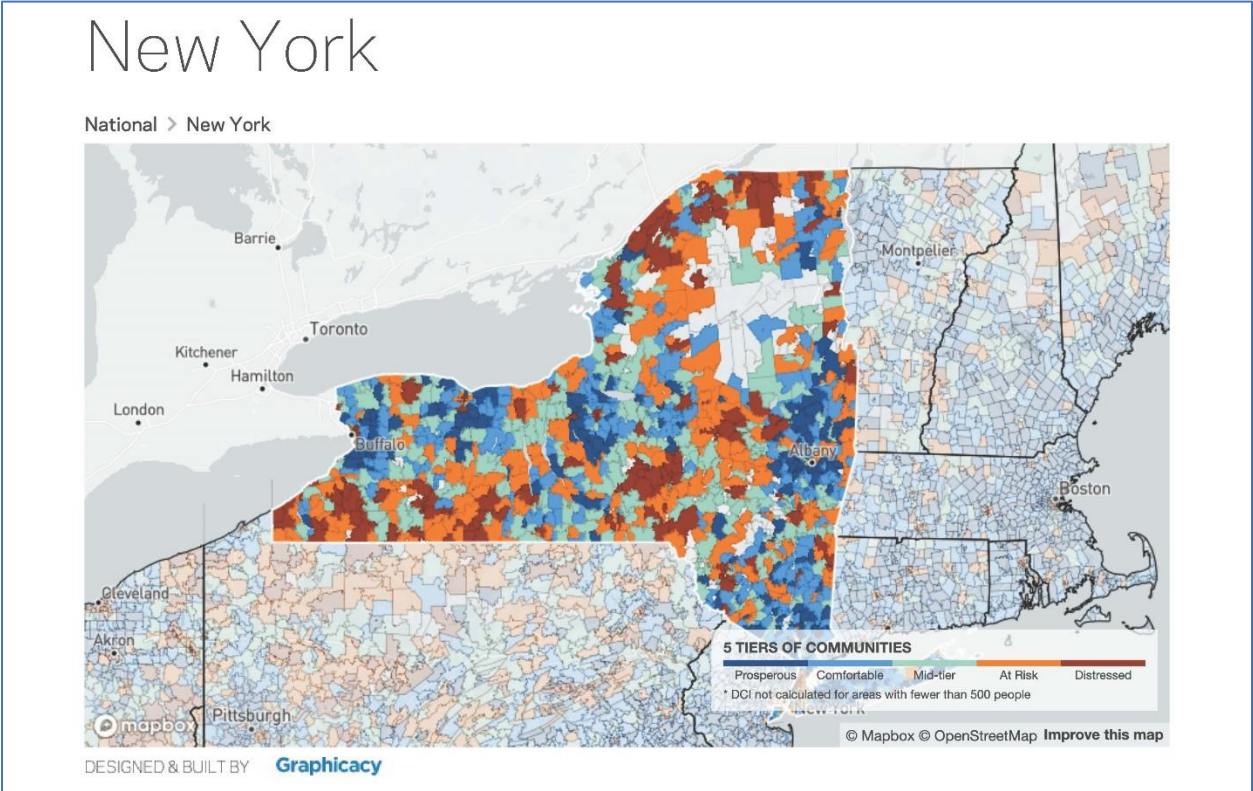 New York
National > New York
Barrie
Montpelier
Toronto
Kitchener
Hamilton
London
Buffalo
Albany
Boston
Cleveland
Akron
5 TIERS OF COMMUNITIES
Prosperous Comfortable Mid-tier At Risk Distressed
* DCI not calculated for areas with fewer than 500 people
New York
Pittsburgh
mapbox
© Mapbox © OpenStreetMap Improve this map
DESIGNED & BUILT BY Graphicacy